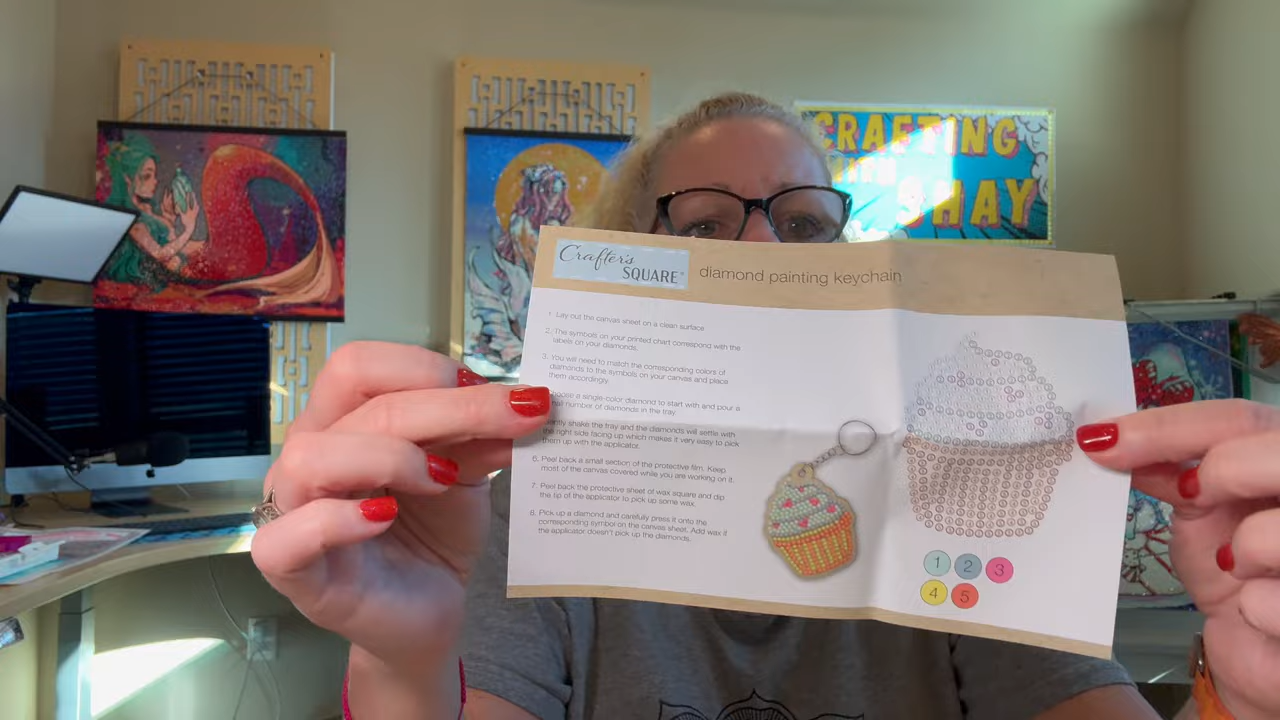 CRAFTING
WITH
SHAY
Crafter's
SQUARE
diamond painting keychain
1. Lay out the canvas sheet on a clean surface
2. The symbols on your printed chart correspond with the
labels on your diamonds.
3. You will need to match the corresponding colors of
diamonds to the symbols on your canvas and place
them accordingly.
oose a single-color diamond to start with and pour a
all number of diamonds in the tray
ently shake the tray and the diamonds will settle with
the right side facing up which makes it very easy to pick
them up with the applicator.
6. Peel back a small section of the protective film. Keep
most of the canvas covered while you are working on it.
7. Peel back the protective sheet of wax square and dip
the tip of the applicator to pick up some wax.
8. Pick up a diamond and carefully press it onto the
corresponding symbol on the canvas sheet. Add wax if
the applicator doesn't pick up the diamonds.
1 2 3
4 5